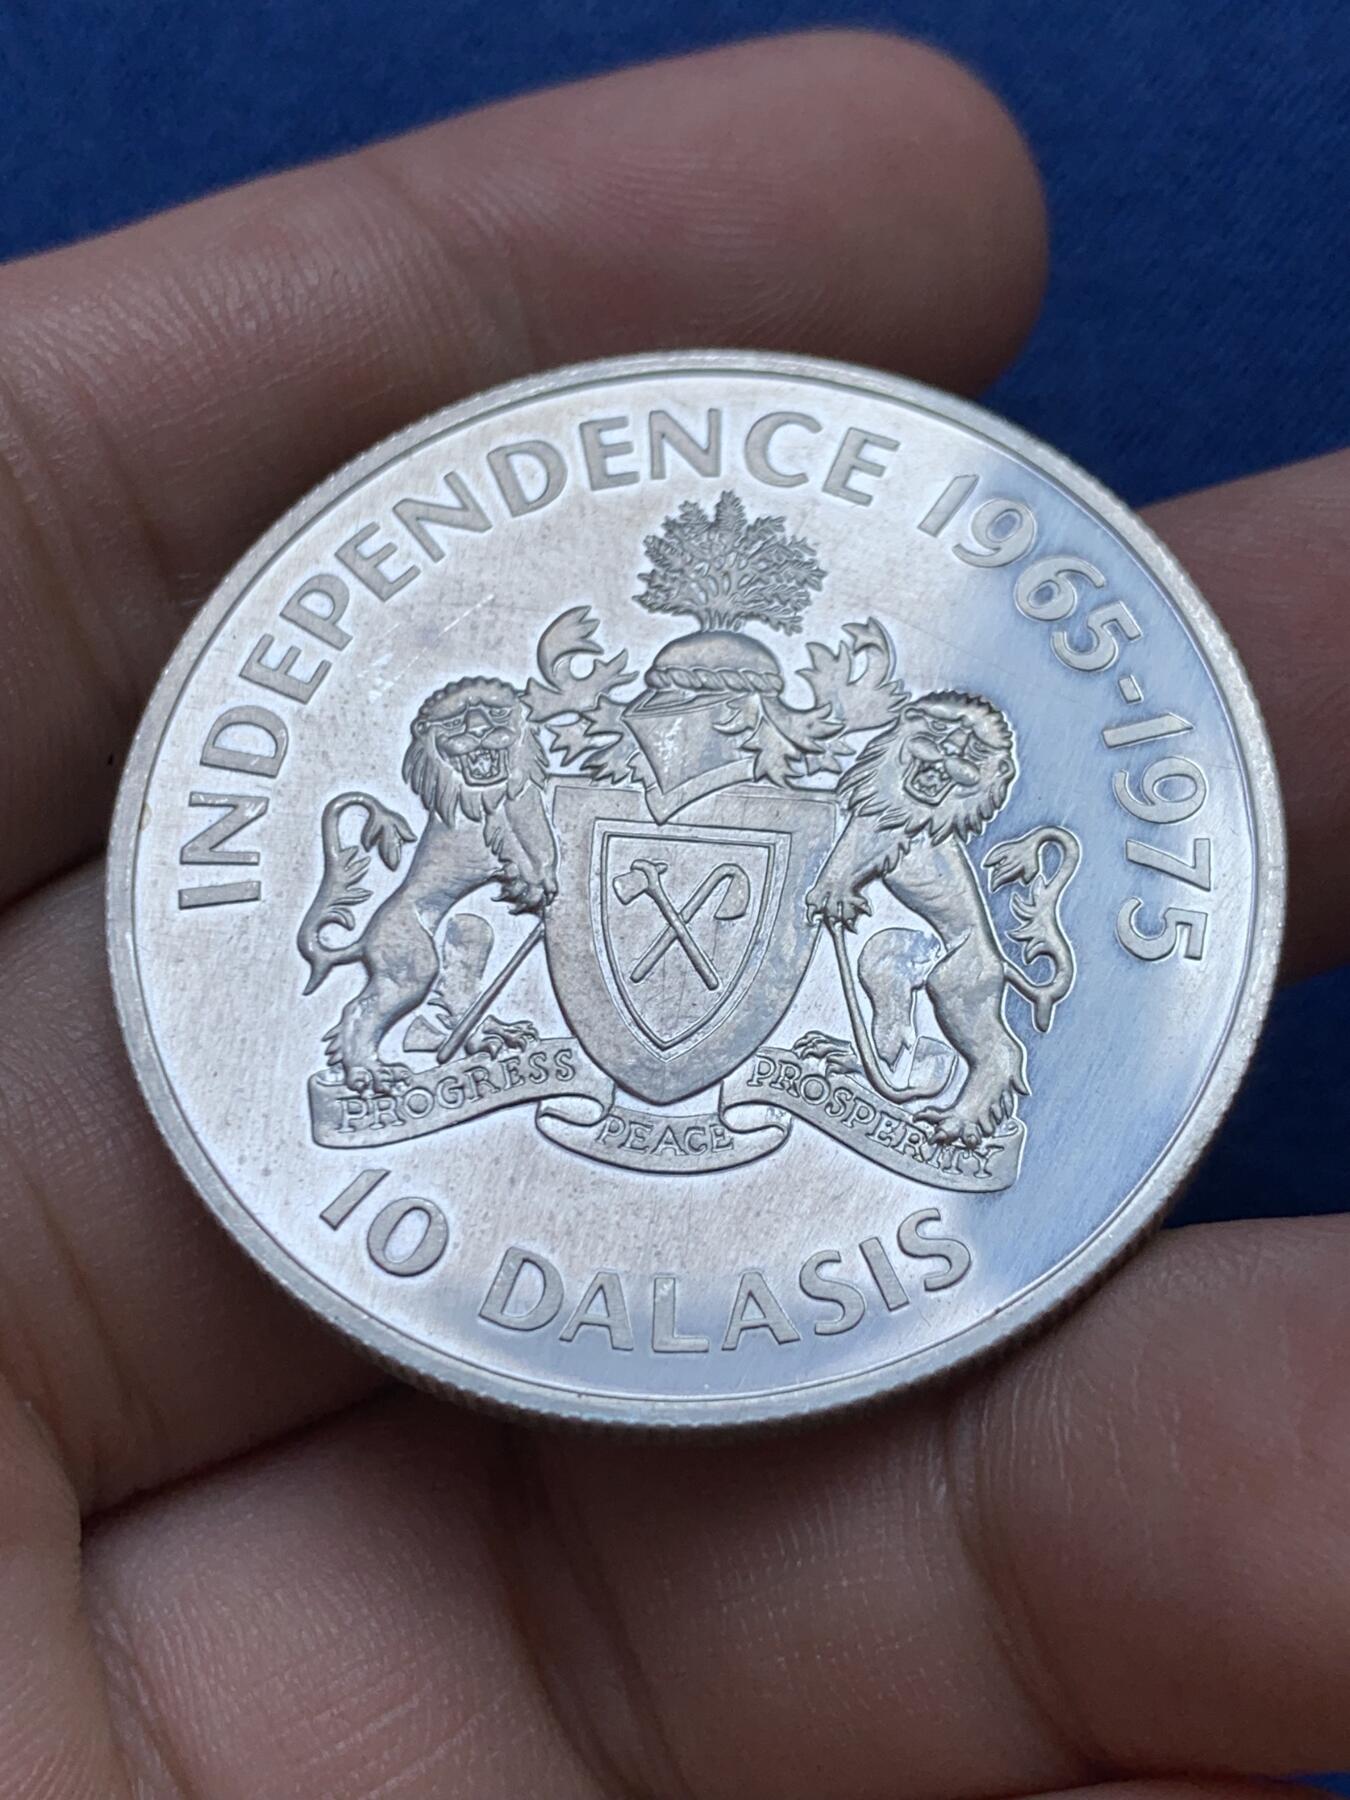 INDEPENDENCE 1965-1975
PROGRESS PEACE PROSPERITY
10 DALASIS